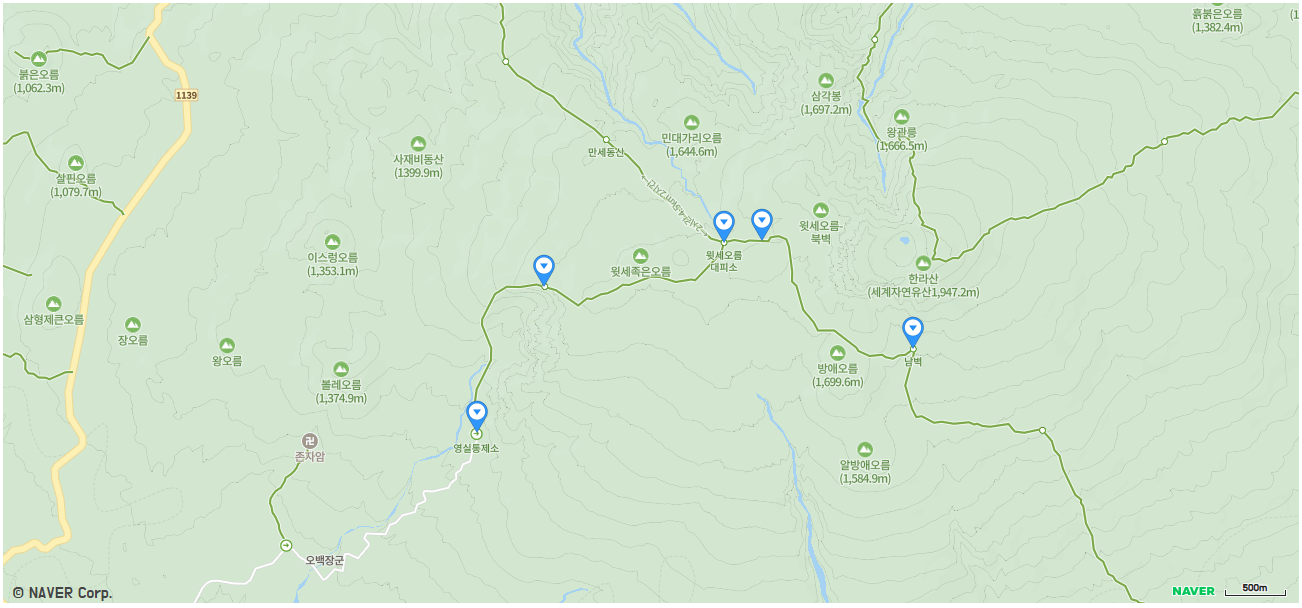 흙붉은오름
(1,382.4m)
붉은오름
(1,062.3m)
1139
삼각봉
(1,697.2m)
민대가리오름
(1,644.6m)
왕관릉
(1,666.5m)
만세동산
사재비동산
(1399.9m)
살핀오름
(1,079.7m)
윗세오름-
북벽
이스렁오름
(1,353.1m)
윗세오름
대피소
윗세족은오름
한라산
(세계자연유산1,947.2m)
삼형제큰오름
장오름
왕오름
볼레오름
(1,374.9m)
방애오름
(1,699.6m)
남벽
존자암
영실통제소
알방애오름
(1,584.9m)
오백장군
© NAVER Corp.
NAVER
500m